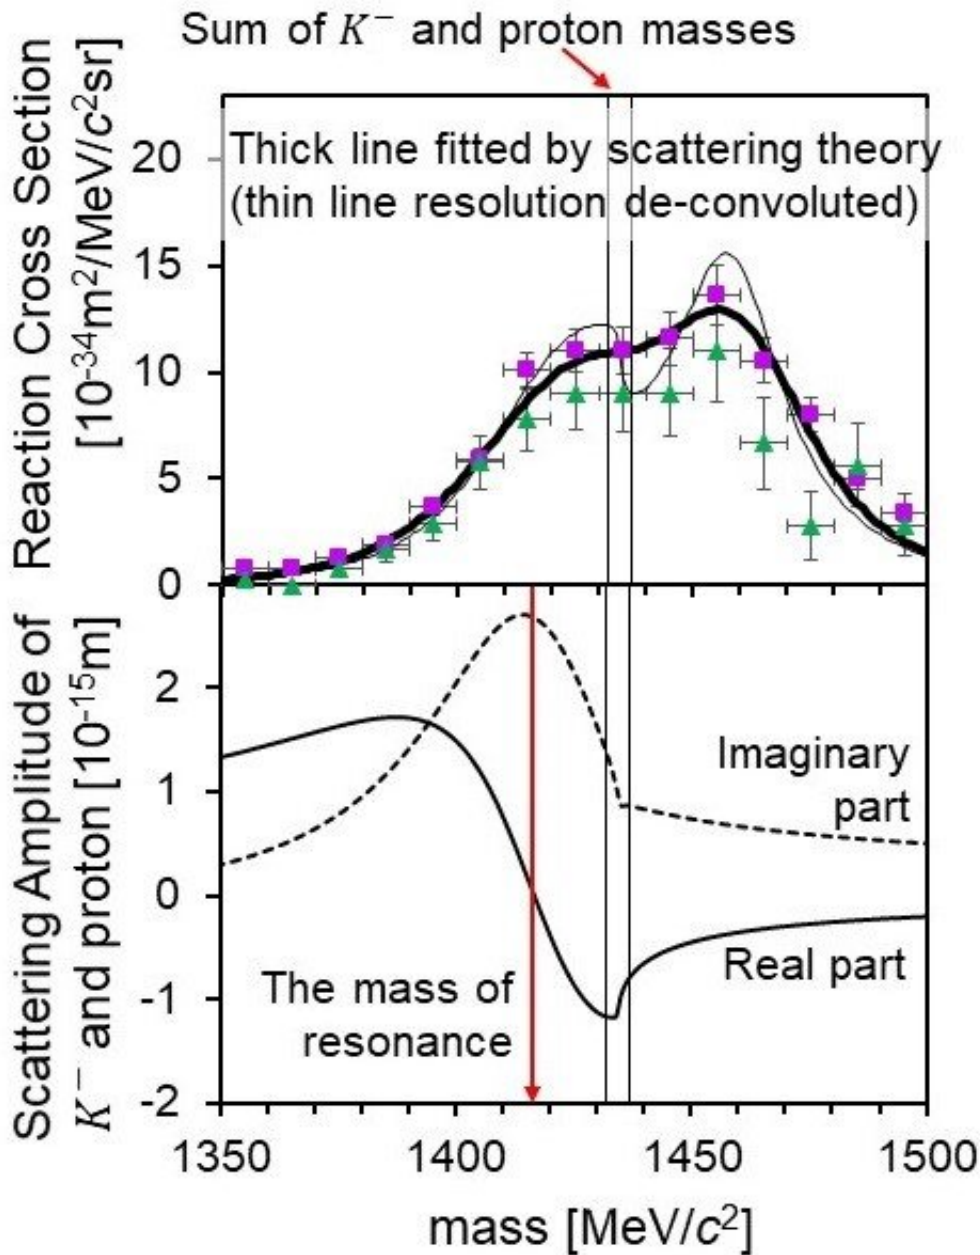 Sum of K⁻ and proton masses
Reaction Cross Section
[10⁻³⁴m²/MeV/c²sr]
Thick line fitted by scattering theory
(thin line resolution de-convoluted)
20
15
10
5
0
Scattering Amplitude of
K⁻ and proton [10⁻¹⁵m]
2
1
0
-1
-2
Imaginary
part
Real part
The mass of
resonance
1350
1400
1450
1500
mass [MeV/c²]